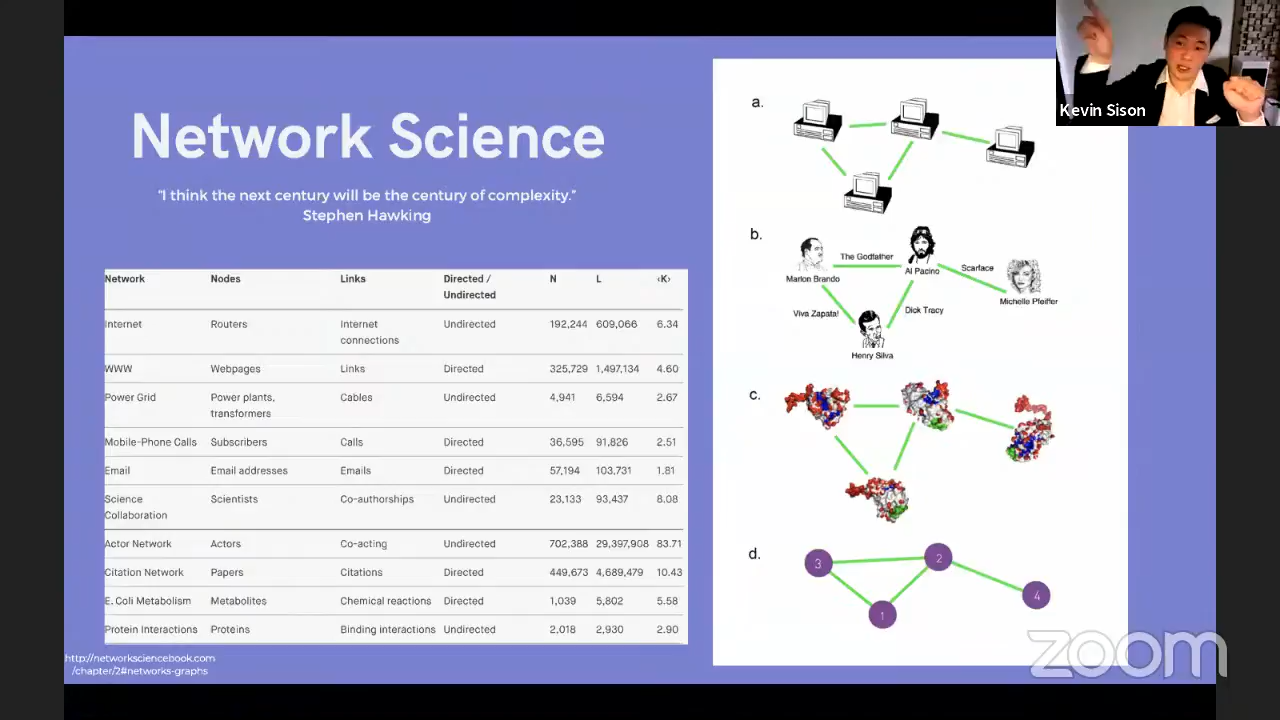 Network Science
“I think the next century will be the century of complexity.”
Stephen Hawking
Network Nodes Links Directed / Undirected N L ‹K›
Internet Routers Internet connections Undirected 192,244 609,066 6.34
WWW Webpages Links Directed 325,729 1,497,134 4.60
Power Grid Power plants, transformers Cables Undirected 4,941 6,594 2.67
Mobile-Phone Calls Subscribers Calls Directed 36,595 91,826 2.51
Email Email addresses Emails Directed 57,194 103,731 1.81
Science Collaboration Scientists Co-authorships Undirected 23,133 93,437 8.08
Actor Network Actors Co-acting Undirected 702,388 29,397,908 83.71
Citation Network Papers Citations Directed 449,673 4,689,479 10.43
E. Coli Metabolism Metabolites Chemical reactions Directed 1,039 5,802 5.58
Protein Interactions Proteins Binding interactions Undirected 2,018 2,930 2.90
http://networksciencebook.com
/chapter/2#networks-graphs
a.
b.
The Godfather
Marlon Brando
Al Pacino
Scarface
Michelle Pfeiffer
Viva Zapata!
Dick Tracy
Henry Silva
c.
d.
3
2
4
1
Kevin Sison
zoom